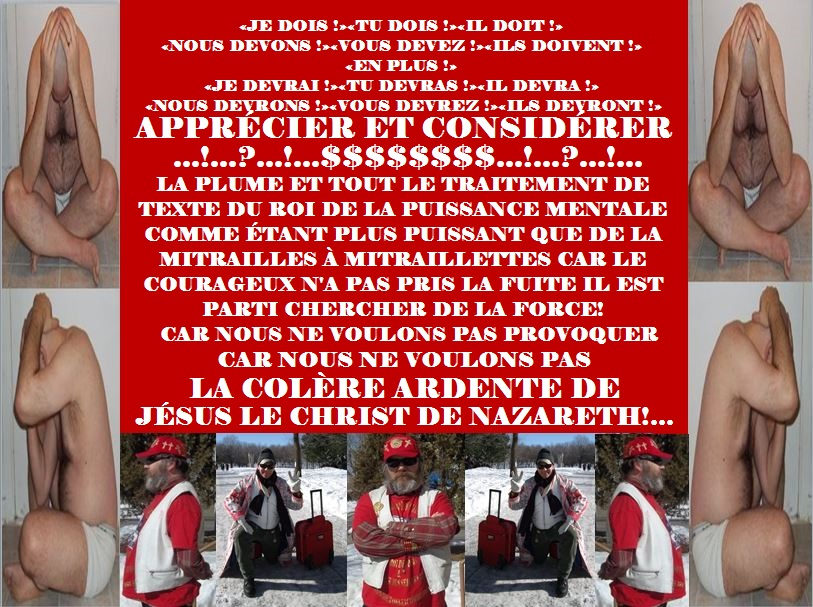 «JE DOIS !»«TU DOIS !»«IL DOIT !»
«NOUS DEVONS !»«VOUS DEVEZ !»«ILS DOIVENT !»
«EN PLUS !»
«JE DEVRAI !»«TU DEVRAS !»«IL DEVRA !»
«NOUS DEVRONS !»«VOUS DEVREZ !»«ILS DEVRONT !»
APPRÉCIER ET CONSIDÉRER
...!...?...!...$$$$$$$$...!...?...!...
LA PLUME ET TOUT LE TRAITEMENT DE
TEXTE DU ROI DE LA PUISSANCE MENTALE
COMME ÉTANT PLUS PUISSANT QUE DE LA
MITRAILLES À MITRAILLETTES CAR LE
COURAGEUX N'A PAS PRIS LA FUITE IL EST
PARTI CHERCHER DE LA FORCE!
CAR NOUS NE VOULONS PAS PROVOQUER
CAR NOUS NE VOULONS PAS
LA COLÈRE ARDENTE DE
JÉSUS LE CHRIST DE NAZARETH!...